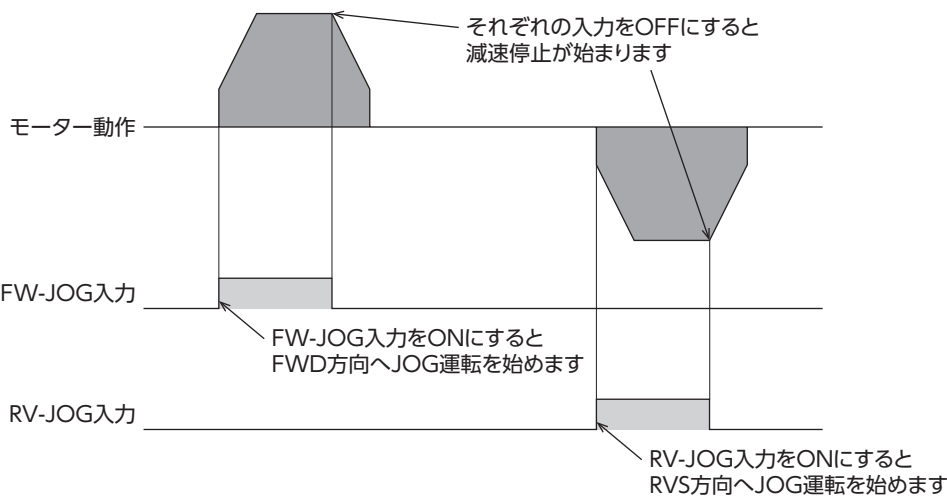 それぞれの入力をOFFにすると
減速停止が始まります
モーター動作
FW-JOG入力
FW-JOG入力をONにすると
FWD方向へJOG運転を始めます
RV-JOG入力
RV-JOG入力をONにすると
RVS方向へJOG運転を始めます